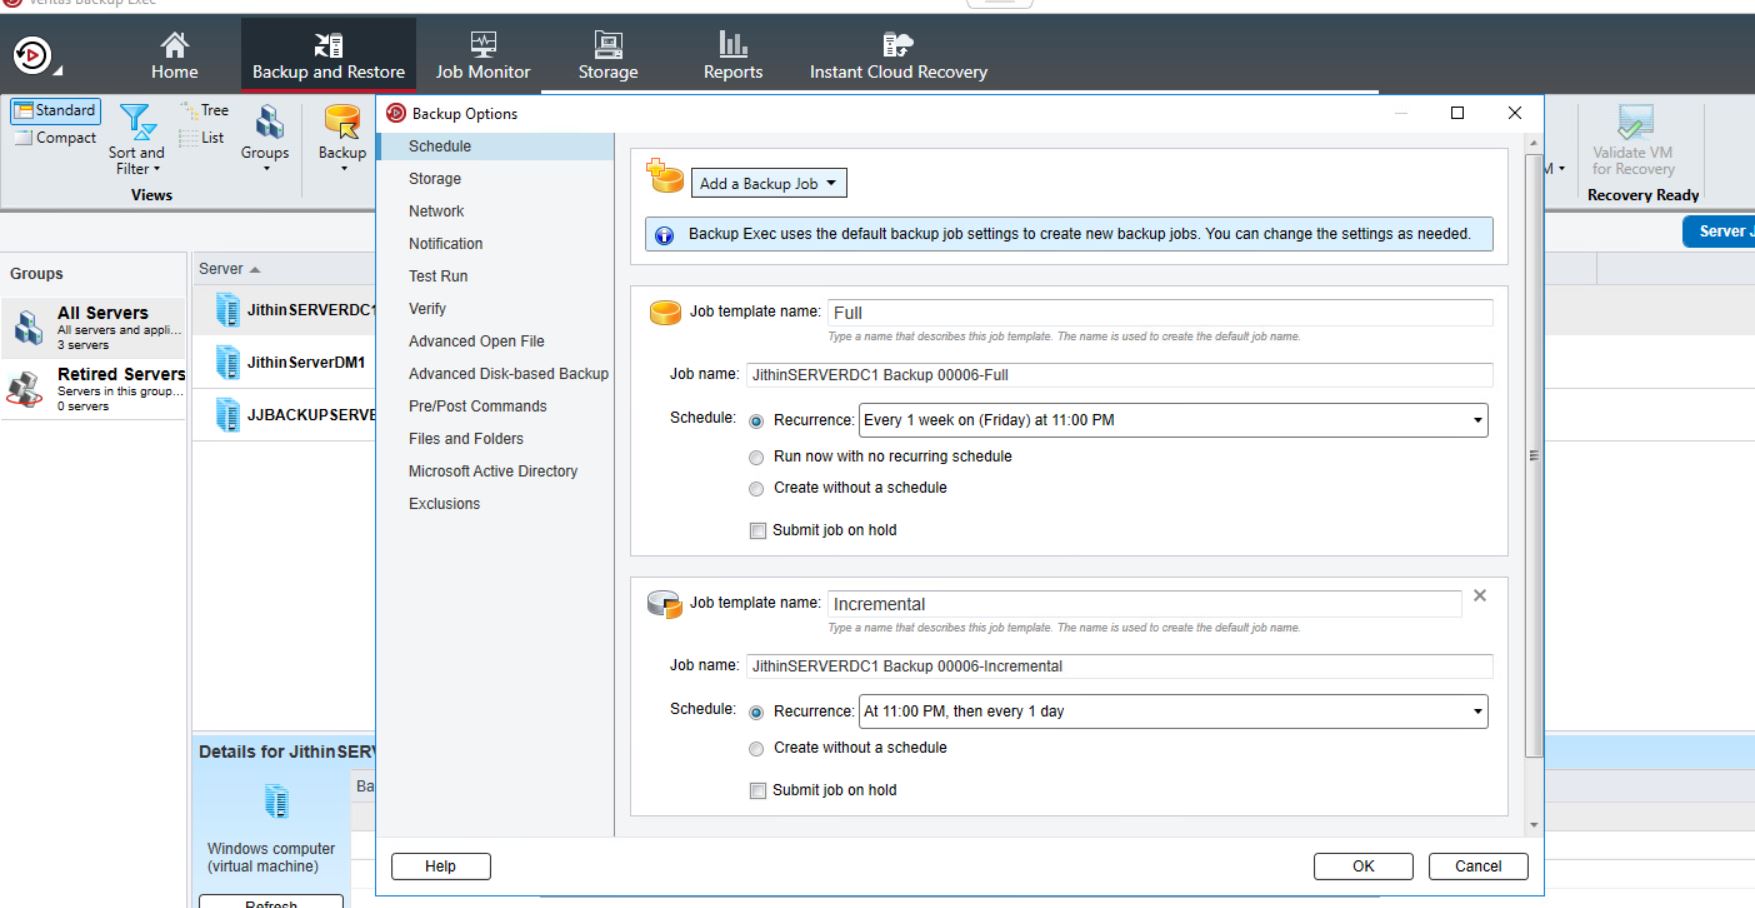 Veritas Backup Exec
Home
Backup and Restore
Job Monitor
Storage
Reports
Instant Cloud Recovery
Standard
Compact
Sort and
Filter
Tree
List
Groups
Backup
Views
Validate VM
for Recovery
Recovery Ready
Server J
Groups
All Servers
All servers and appli...
3 servers
Retired Servers
Servers in this group...
0 servers
Server
JithinSERVERDC1
JithinServerDM1
JJBACKUPSERVE
Details for JithinSERV
Ba
Windows computer
(virtual machine)
Refresh
Backup Options
Schedule
Storage
Network
Notification
Test Run
Verify
Advanced Open File
Advanced Disk-based Backup
Pre/Post Commands
Files and Folders
Microsoft Active Directory
Exclusions
Add a Backup Job
Backup Exec uses the default backup job settings to create new backup jobs. You can change the settings as needed.
Job template name: Full
Type a name that describes this job template. The name is used to create the default job name.
Job name: JithinSERVERDC1 Backup 00006-Full
Schedule: Recurrence: Every 1 week on (Friday) at 11:00 PM
Run now with no recurring schedule
Create without a schedule
Submit job on hold
Job template name: Incremental
Type a name that describes this job template. The name is used to create the default job name.
Job name: JithinSERVERDC1 Backup 00006-Incremental
Schedule: Recurrence: At 11:00 PM, then every 1 day
Create without a schedule
Submit job on hold
Help
OK
Cancel